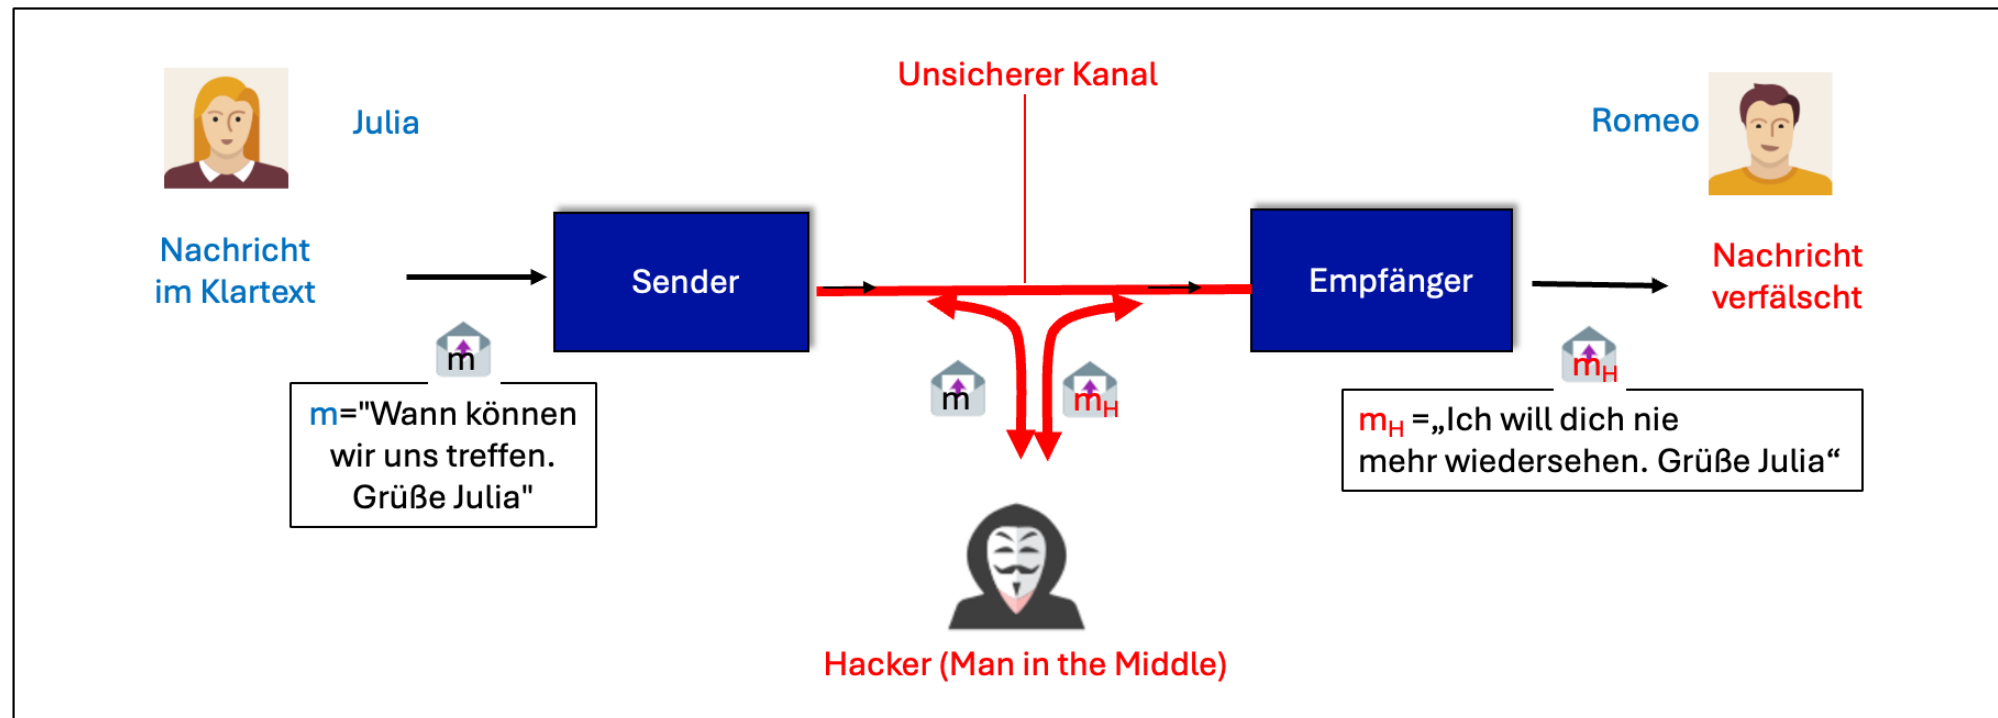 Unsicherer Kanal
Julia
Romeo
Nachricht
im Klartext
Sender
Empfänger
Nachricht
verfälscht
m
m
mH
mH
m="Wann können
wir uns treffen.
Grüße Julia"
mH =„Ich will dich nie
mehr wiedersehen. Grüße Julia“
Hacker (Man in the Middle)